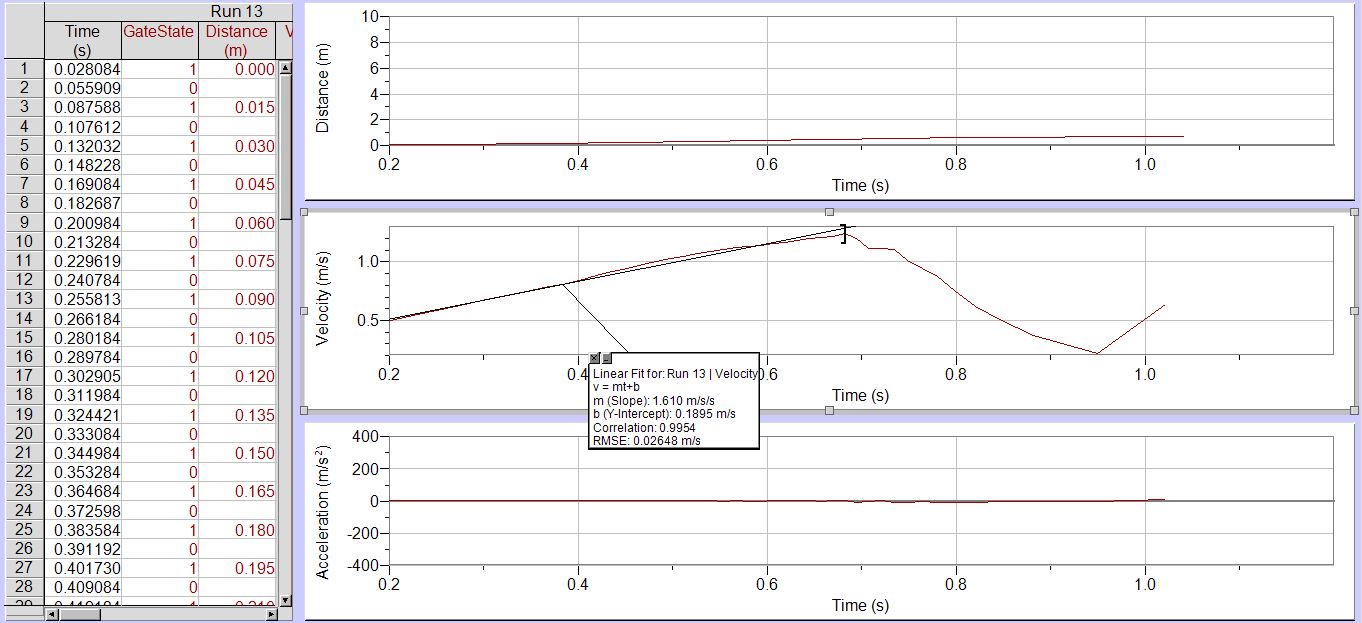 Run 13
Time GateState Distance V
(s) (m)
1 0.028084 1 0.000
2 0.055909 0
3 0.087588 1 0.015
4 0.107612 0
5 0.132032 1 0.030
6 0.148228 0
7 0.169084 1 0.045
8 0.182687 0
9 0.200984 1 0.060
10 0.213284 0
11 0.229619 1 0.075
12 0.240784 0
13 0.255813 1 0.090
14 0.266184 0
15 0.280184 1 0.105
16 0.289784 0
17 0.302905 1 0.120
18 0.311984 0
19 0.324421 1 0.135
20 0.333084 0
21 0.344984 1 0.150
22 0.353284 0
23 0.364684 1 0.165
24 0.372598 0
25 0.383584 1 0.180
26 0.391192 0
27 0.401730 1 0.195
28 0.409084 0
Distance (m)
10
8
6
4
2
0
0.2 0.4 0.6 0.8 1.0
Time (s)
Velocity (m/s)
1.0
0.5
0.2 0.4 0.6 0.8 1.0
Time (s)
Linear Fit for: Run 13 | Velocity
v = mt+b
m (Slope): 1.610 m/s/s
b (Y-Intercept): 0.1895 m/s
Correlation: 0.9954
RMSE: 0.02648 m/s
Acceleration (m/s²)
400
200
0
-200
-400
0.2 0.4 0.6 0.8 1.0
Time (s)